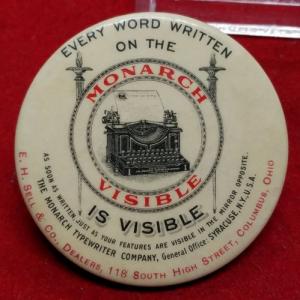 EVERY WORD WRITTEN
ON THE
MONARCH
VISIBLE
IS VISIBLE
AS SOON AS WRITTEN JUST AS YOUR FEATURES ARE VISIBLE IN THE MIRROR OPPOSITE.
THE MONARCH TYPEWRITER COMPANY, General Office: SYRACUSE, N.Y., U.S.A.
E. H. SELL & CO., DEALERS, 118 SOUTH HIGH STREET, COLUMBUS, OHIO